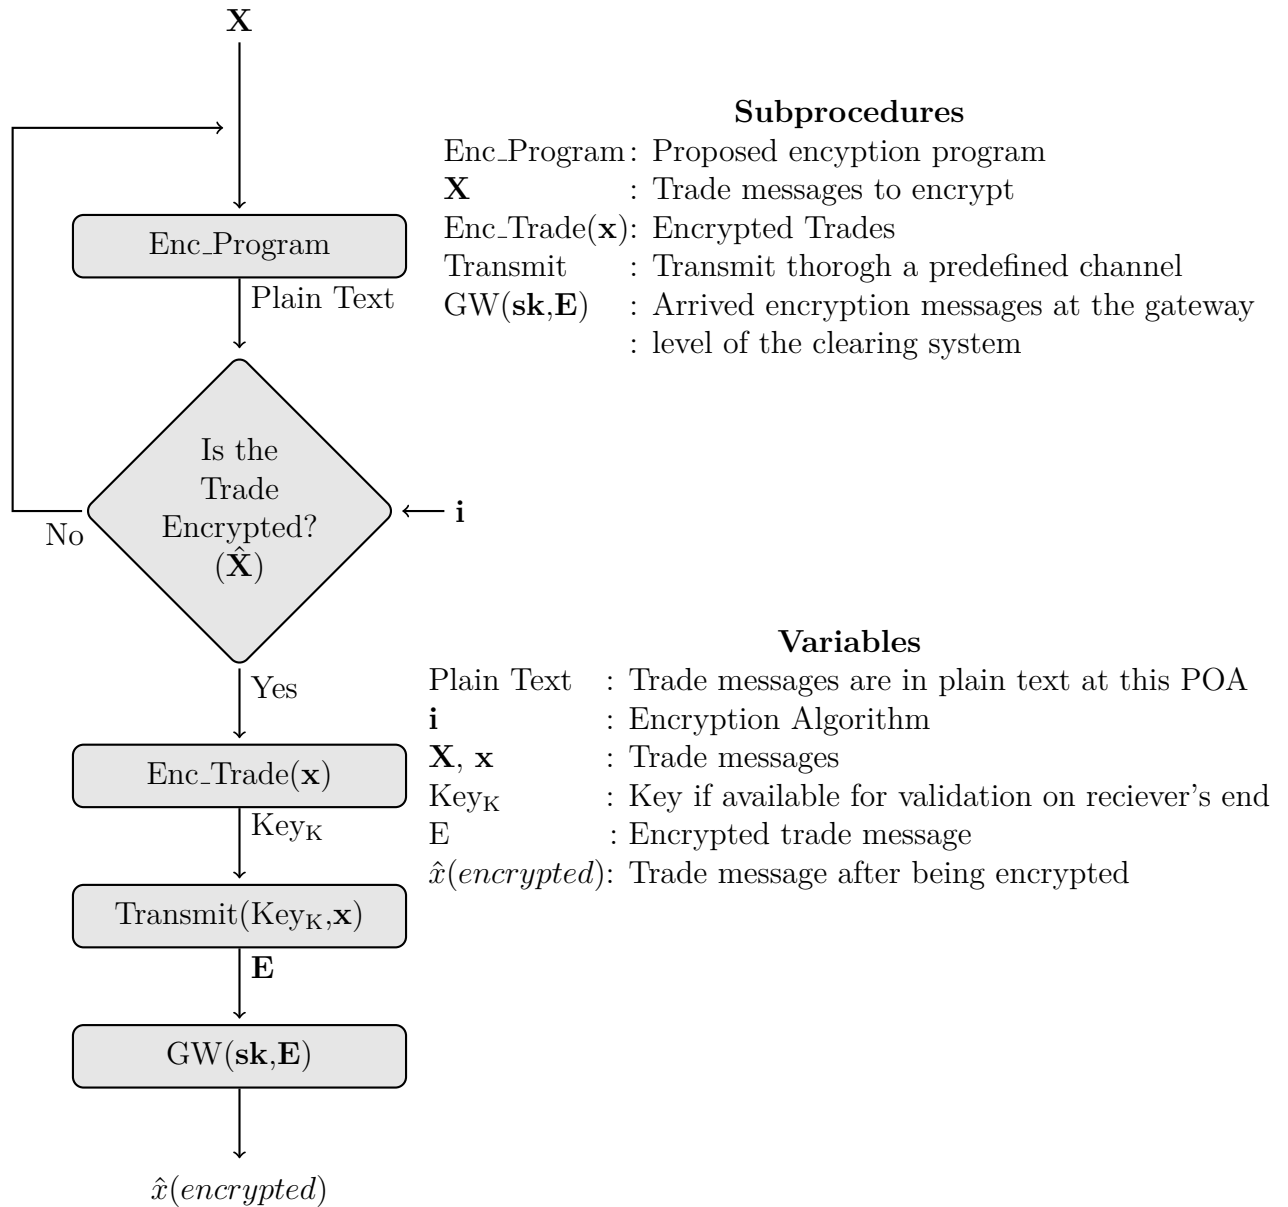 X
Subprocedures
Enc_Program: Proposed encyption program
X : Trade messages to encrypt
Enc_Trade(x): Encrypted Trades
Transmit : Transmit thorogh a predefined channel
GW(sk,E) : Arrived encryption messages at the gateway
: level of the clearing system
Enc_Program
Plain Text
Is the
Trade
Encrypted?
(X̂)
i
No
Yes
Variables
Plain Text : Trade messages are in plain text at this POA
i : Encryption Algorithm
X, x : Trade messages
Key_K : Key if available for validation on reciever's end
E : Encrypted trade message
x̂(encrypted): Trade message after being encrypted
Enc_Trade(x)
Key_K
Transmit(Key_K,x)
E
GW(sk,E)
x̂(encrypted)